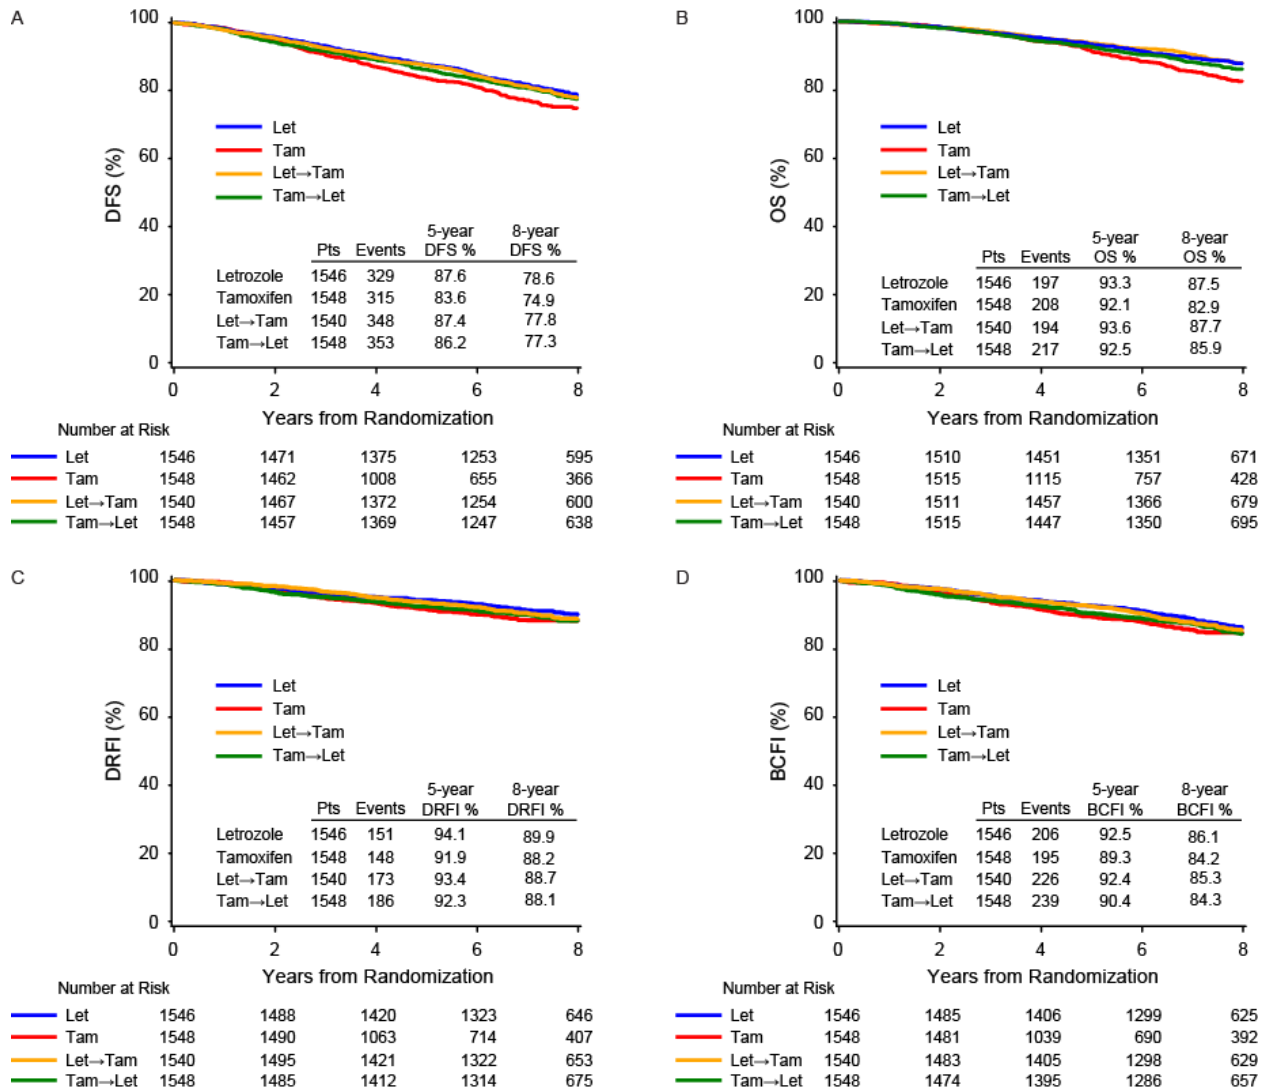 A
100
80
60
40
20
0
DFS (%)
Let
Tam
Let→Tam
Tam→Let
5-year 8-year
Pts Events DFS % DFS %
Letrozole 1546 329 87.6 78.6
Tamoxifen 1548 315 83.6 74.9
Let→Tam 1540 348 87.4 77.8
Tam→Let 1548 353 86.2 77.3
0 2 4 6 8
Years from Randomization
Number at Risk
Let 1546 1471 1375 1253 595
Tam 1548 1462 1008 655 366
Let→Tam 1540 1467 1372 1254 600
Tam→Let 1548 1457 1369 1247 638
B
100
80
60
40
20
0
OS (%)
Let
Tam
Let→Tam
Tam→Let
5-year 8-year
Pts Events OS % OS %
Letrozole 1546 197 93.3 87.5
Tamoxifen 1548 208 92.1 82.9
Let→Tam 1540 194 93.6 87.7
Tam→Let 1548 217 92.5 85.9
0 2 4 6 8
Years from Randomization
Number at Risk
Let 1546 1510 1451 1351 671
Tam 1548 1515 1115 757 428
Let→Tam 1540 1511 1457 1366 679
Tam→Let 1548 1515 1447 1350 695
C
100
80
60
40
20
0
DRFI (%)
Let
Tam
Let→Tam
Tam→Let
5-year 8-year
Pts Events DRFI % DRFI %
Letrozole 1546 151 94.1 89.9
Tamoxifen 1548 148 91.9 88.2
Let→Tam 1540 173 93.4 88.7
Tam→Let 1548 186 92.3 88.1
0 2 4 6 8
Years from Randomization
Number at Risk
Let 1546 1488 1420 1323 646
Tam 1548 1490 1063 714 407
Let→Tam 1540 1495 1421 1322 653
Tam→Let 1548 1485 1412 1314 675
D
100
80
60
40
20
0
BCFI (%)
Let
Tam
Let→Tam
Tam→Let
5-year 8-year
Pts Events BCFI % BCFI %
Letrozole 1546 206 92.5 86.1
Tamoxifen 1548 195 89.3 84.2
Let→Tam 1540 226 92.4 85.3
Tam→Let 1548 239 90.4 84.3
0 2 4 6 8
Years from Randomization
Number at Risk
Let 1546 1485 1406 1299 625
Tam 1548 1481 1039 690 392
Let→Tam 1540 1483 1405 1298 629
Tam→Let 1548 1474 1395 1286 657